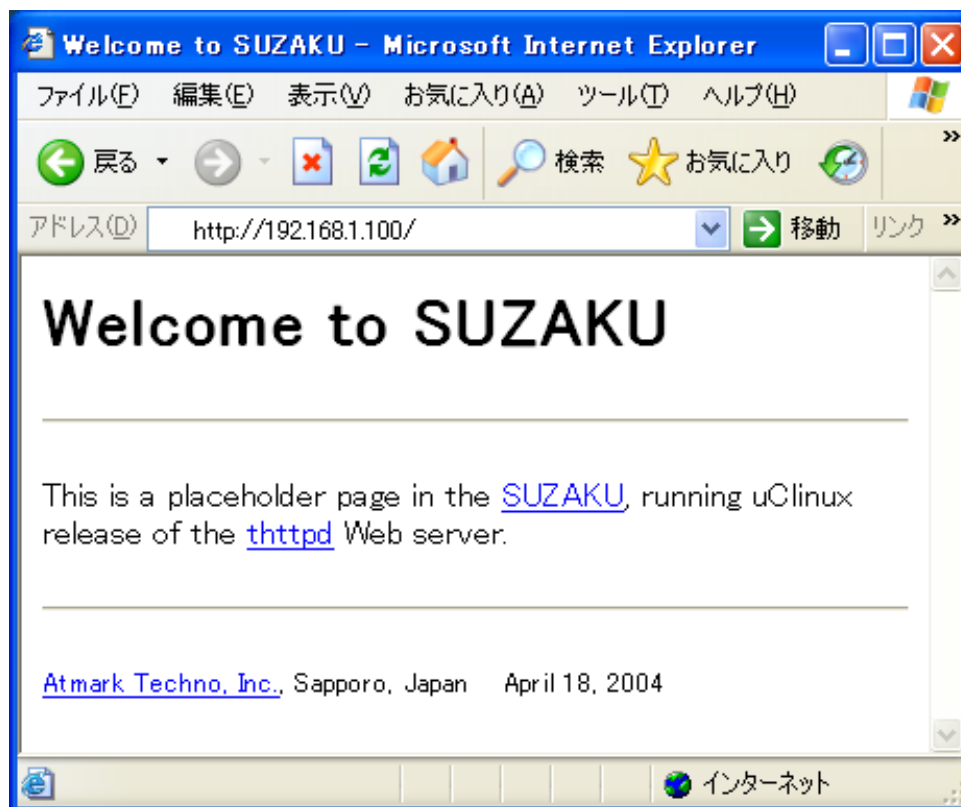 Welcome to SUZAKU - Microsoft Internet Explorer
ファイル(F) 編集(E) 表示(V) お気に入り(A) ツール(T) ヘルプ(H)
戻る 検索 お気に入り »
アドレス(D) http://192.168.1.100/ 移動 リンク »
Welcome to SUZAKU
This is a placeholder page in the SUZAKU, running uClinux
release of the thttpd Web server.
Atmark Techno, Inc., Sapporo, Japan April 18, 2004
インターネット